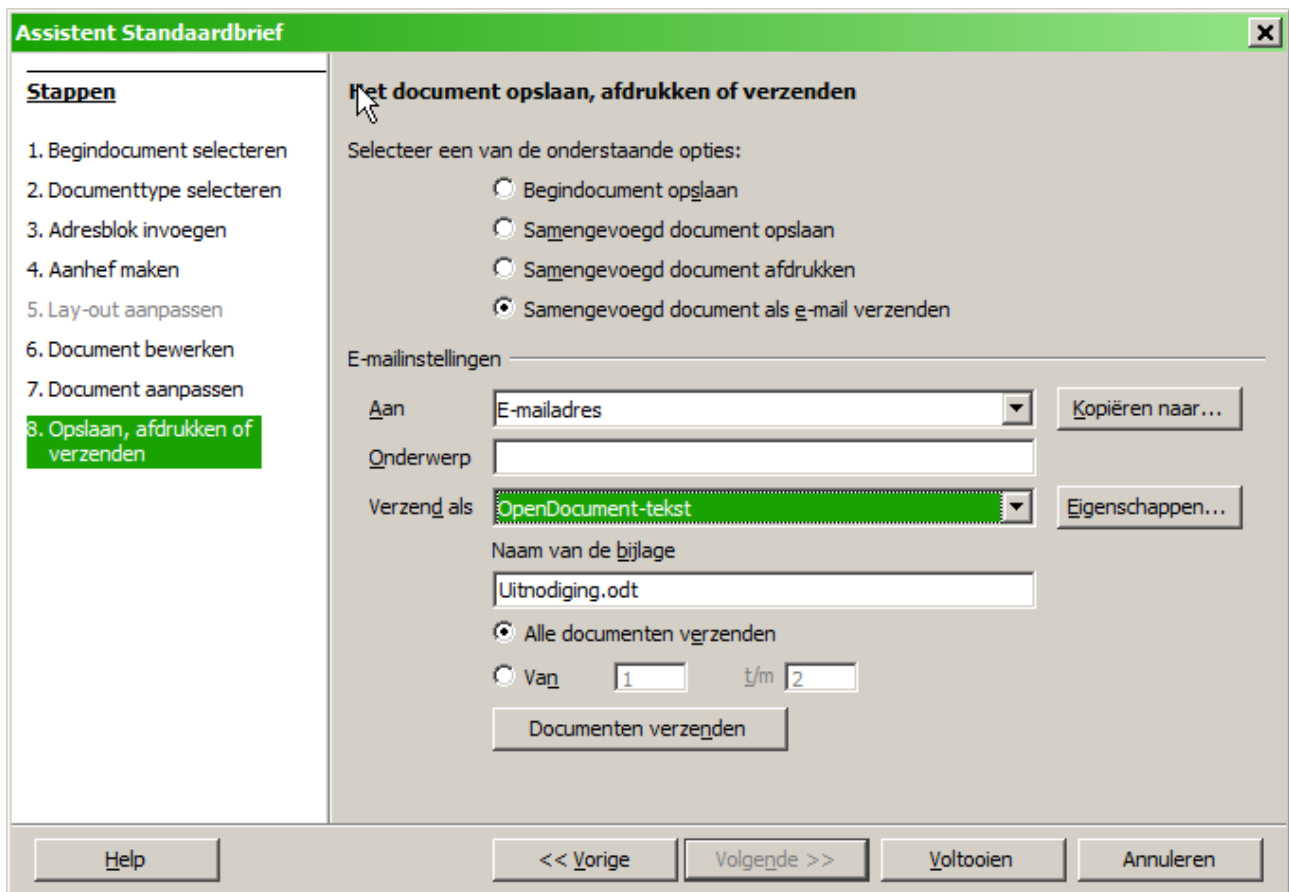 Assistent Standaardbrief
Stappen
1. Begindocument selecteren
2. Documenttype selecteren
3. Adresblok invoegen
4. Aanhef maken
5. Lay-out aanpassen
6. Document bewerken
7. Document aanpassen
8. Opslaan, afdrukken of
verzenden
Het document opslaan, afdrukken of verzenden
Selecteer een van de onderstaande opties:
Begindocument opslaan
Samengevoegd document opslaan
Samengevoegd document afdrukken
Samengevoegd document als e-mail verzenden
E-mailinstellingen
Aan E-mailadres Kopiëren naar...
Onderwerp
Verzend als OpenDocument-tekst Eigenschappen...
Naam van de bijlage
Uitnodiging.odt
Alle documenten verzenden
Van 1 t/m 2
Documenten verzenden
Help << Vorige Volgende >> Voltooien Annuleren